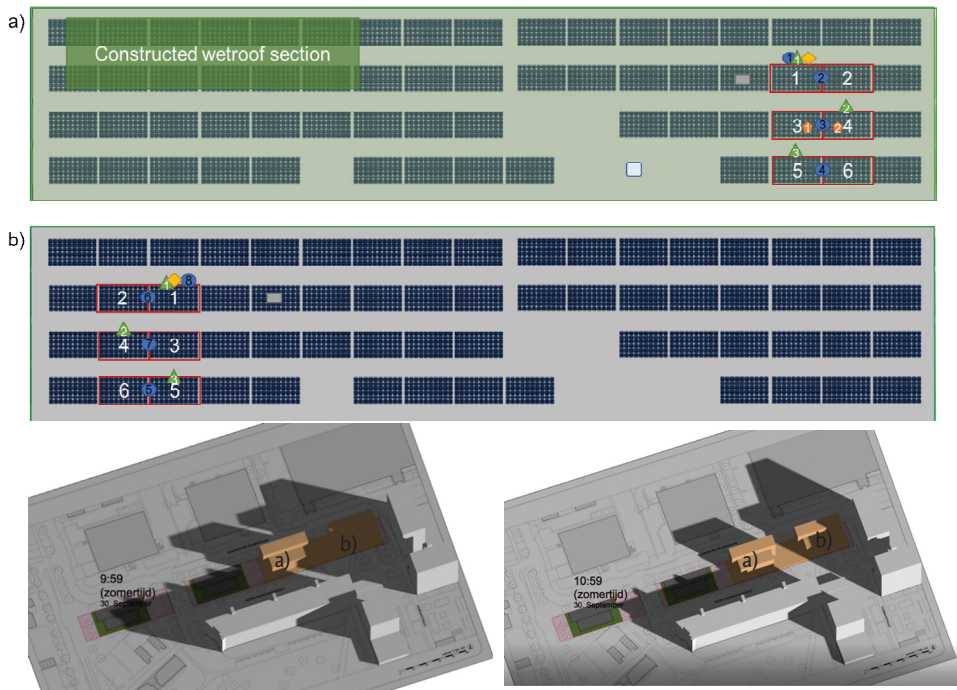 a)
Constructed wetroof section
1 1
1 2 2
2
3 1 3 2 4
3
5 4 6
b)
1 8
2 6 1
2
4 7 3
3
6 5 5
a) b)
9:59
(zomertijd)
30. September
a) b)
10:59
(zomertijd)
30. September